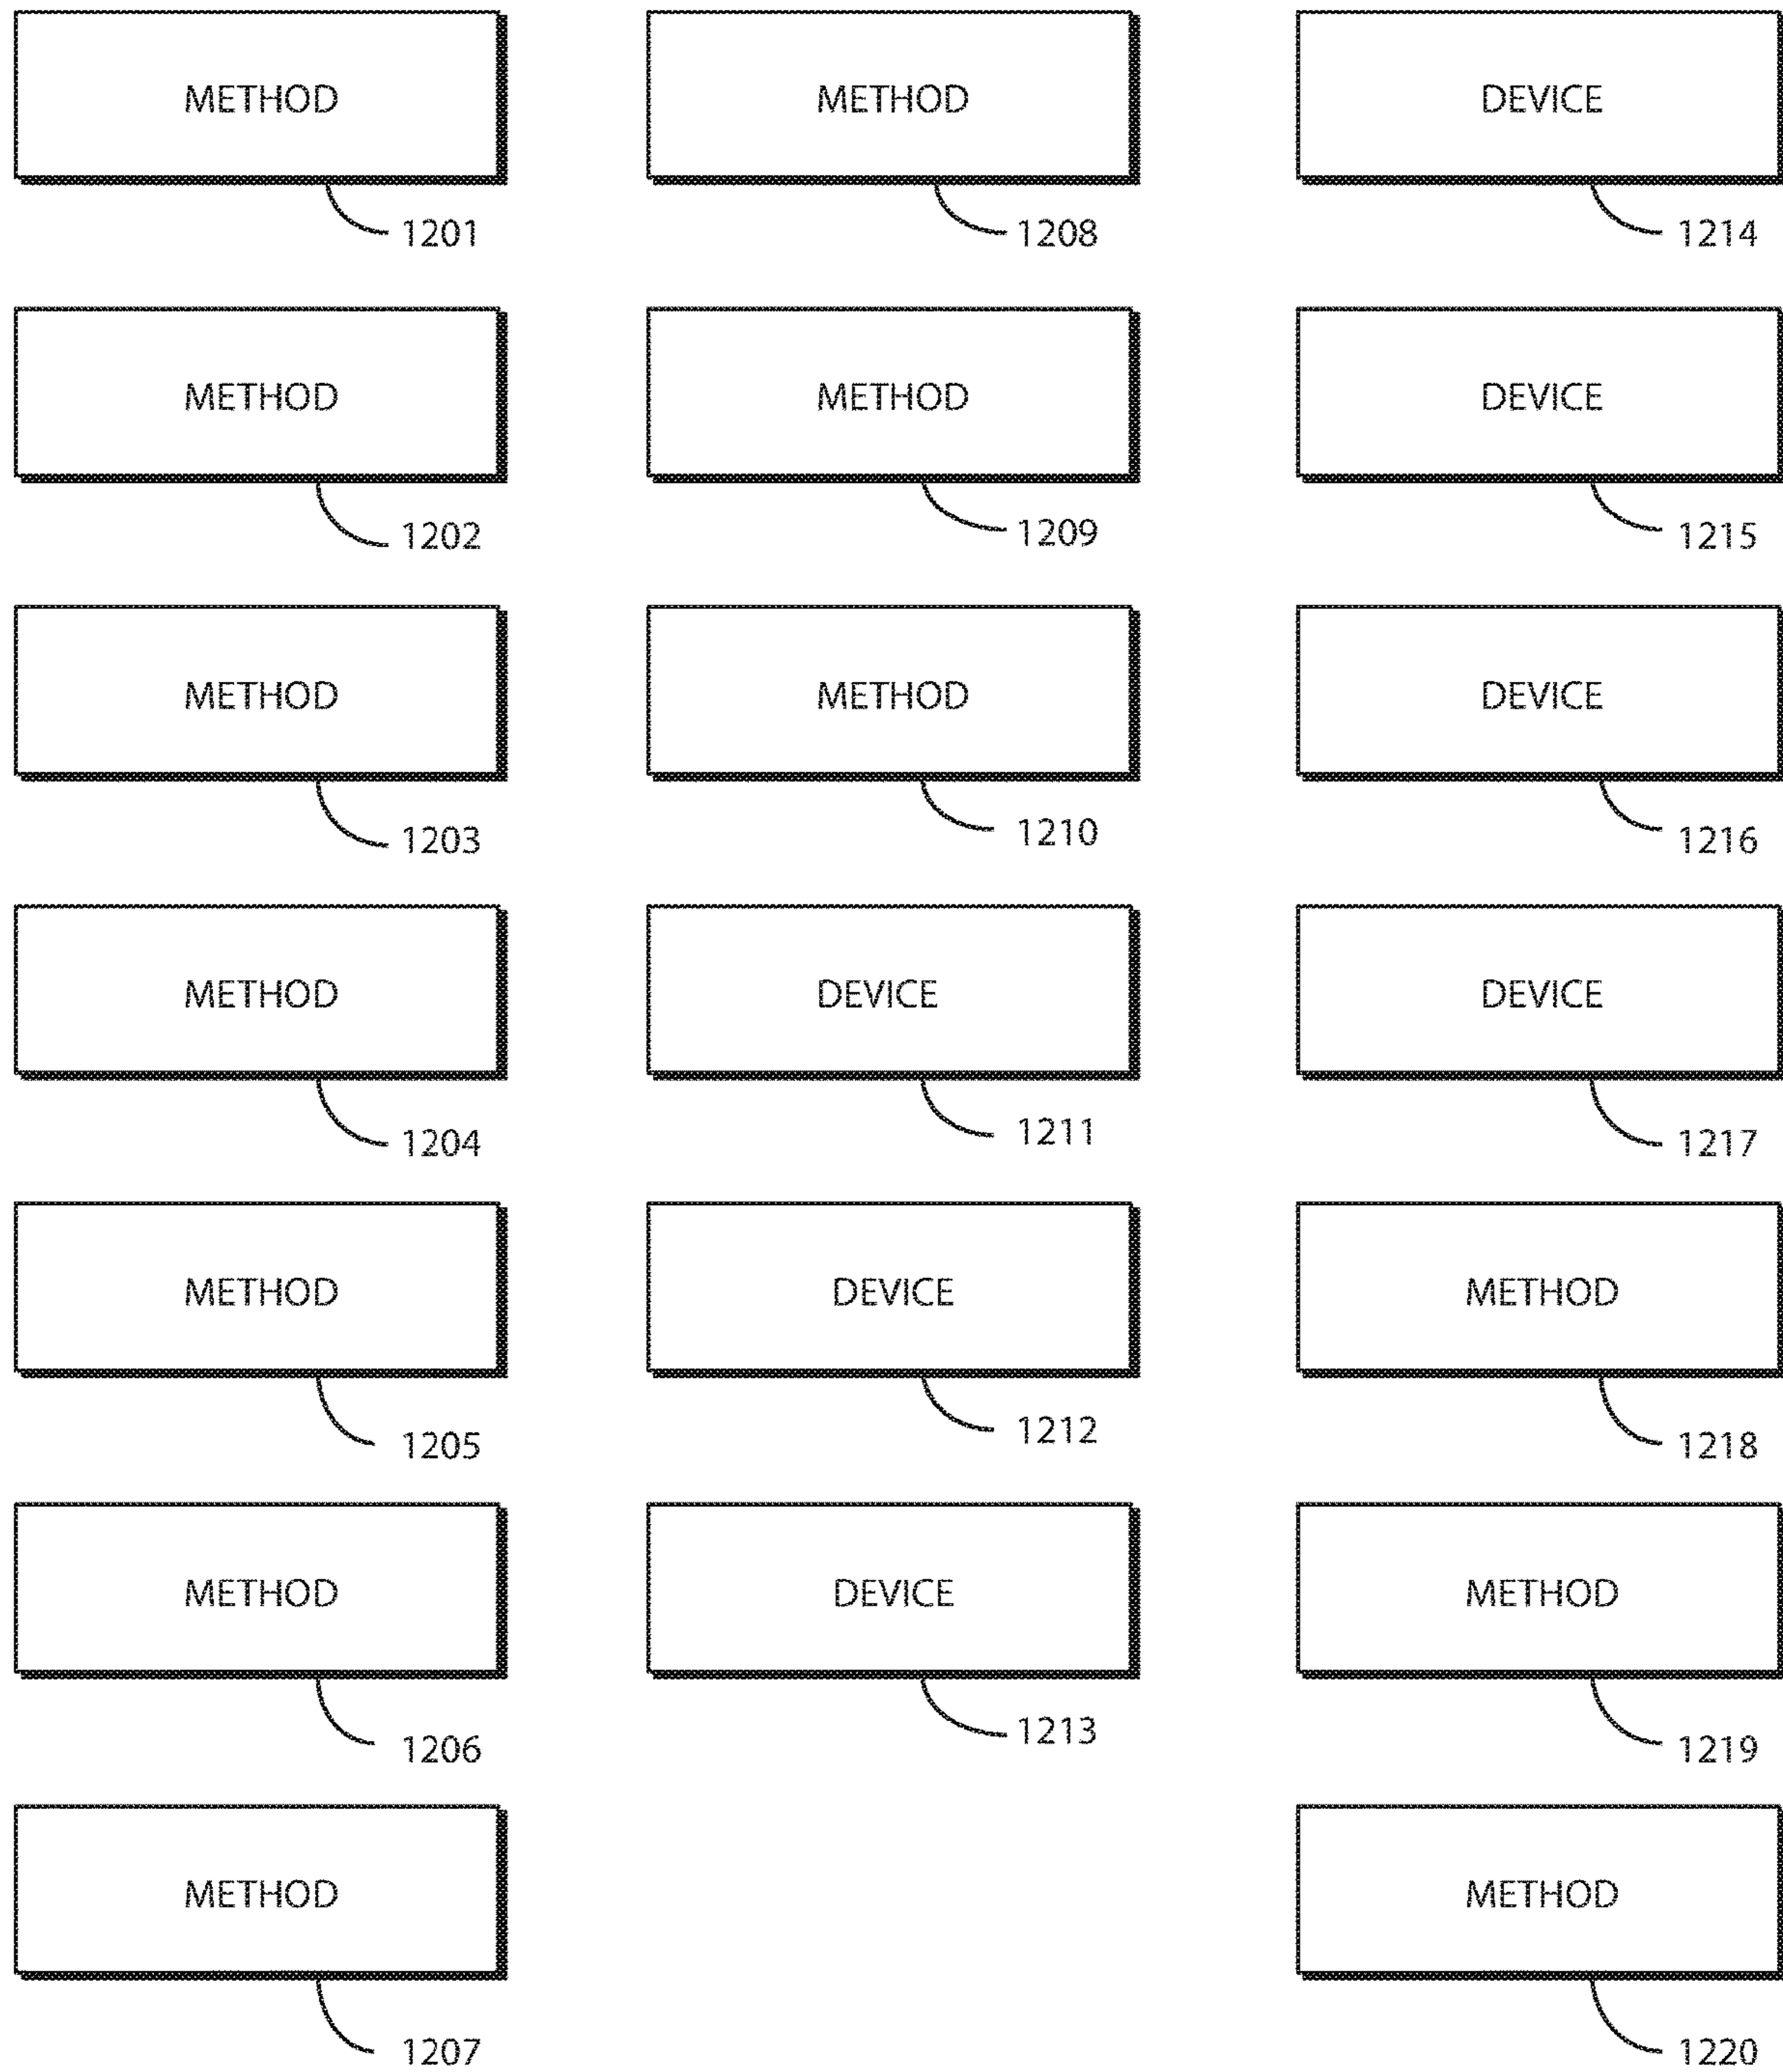 METHOD
1201
METHOD
1202
METHOD
1203
METHOD
1204
METHOD
1205
METHOD
1206
METHOD
1207
METHOD
1208
METHOD
1209
METHOD
1210
DEVICE
1211
DEVICE
1212
DEVICE
1213
DEVICE
1214
DEVICE
1215
DEVICE
1216
DEVICE
1217
METHOD
1218
METHOD
1219
METHOD
1220